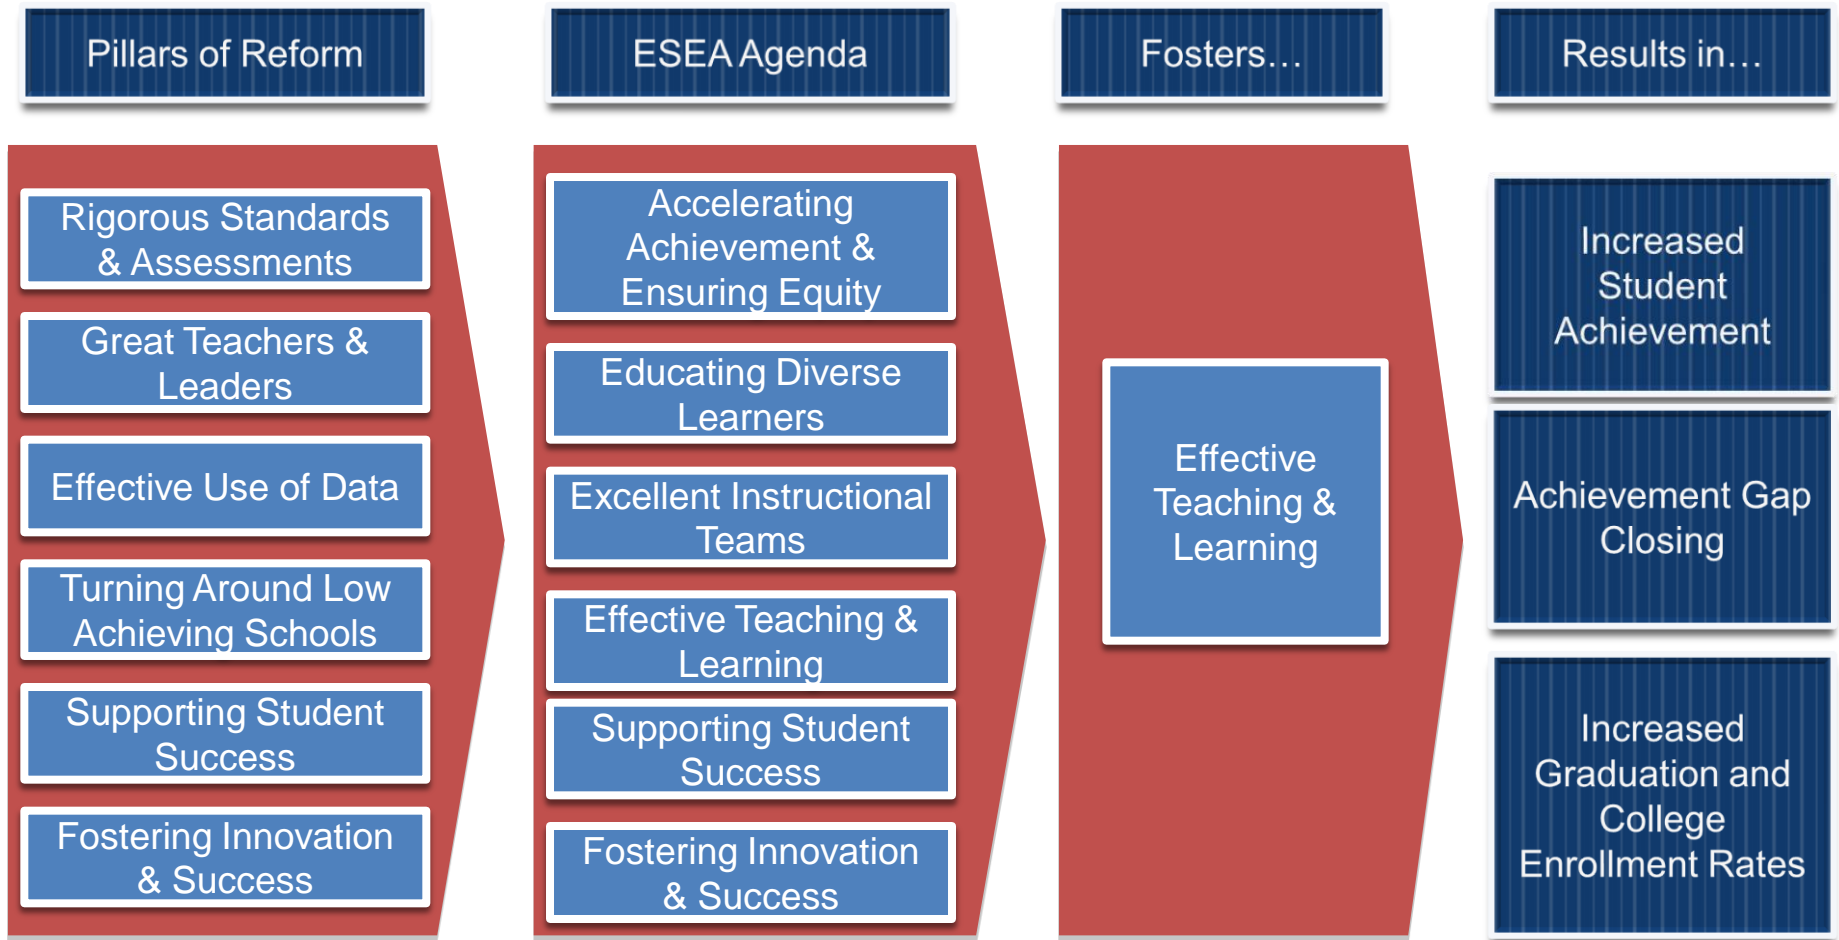 Pillars of Reform
ESEA Agenda
Fosters…
Results in…
Rigorous Standards
& Assessments
Great Teachers &
Leaders
Effective Use of Data
Turning Around Low
Achieving Schools
Supporting Student
Success
Fostering Innovation
& Success
Accelerating
Achievement &
Ensuring Equity
Educating Diverse
Learners
Excellent Instructional
Teams
Effective Teaching &
Learning
Supporting Student
Success
Fostering Innovation
& Success
Effective
Teaching &
Learning
Increased
Student
Achievement
Achievement Gap
Closing
Increased
Graduation and
College
Enrollment Rates